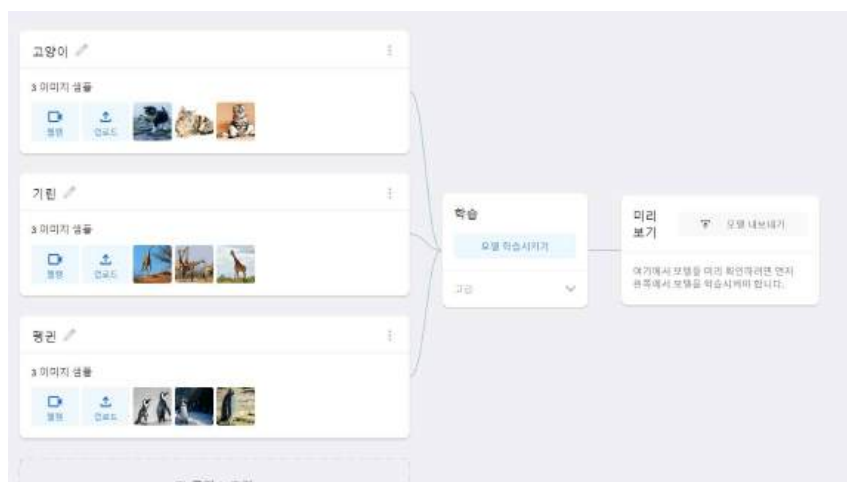 고양이
3 이미지 샘플
웹캠
업로드
기린
3 이미지 샘플
웹캠
업로드
펭귄
3 이미지 샘플
웹캠
업로드
학습
모델 학습시키기
고급
미리
보기
모델 내보내기
여기에서 모델을 미리 확인하려면 먼저
왼쪽에서 모델을 학습시켜야 합니다.